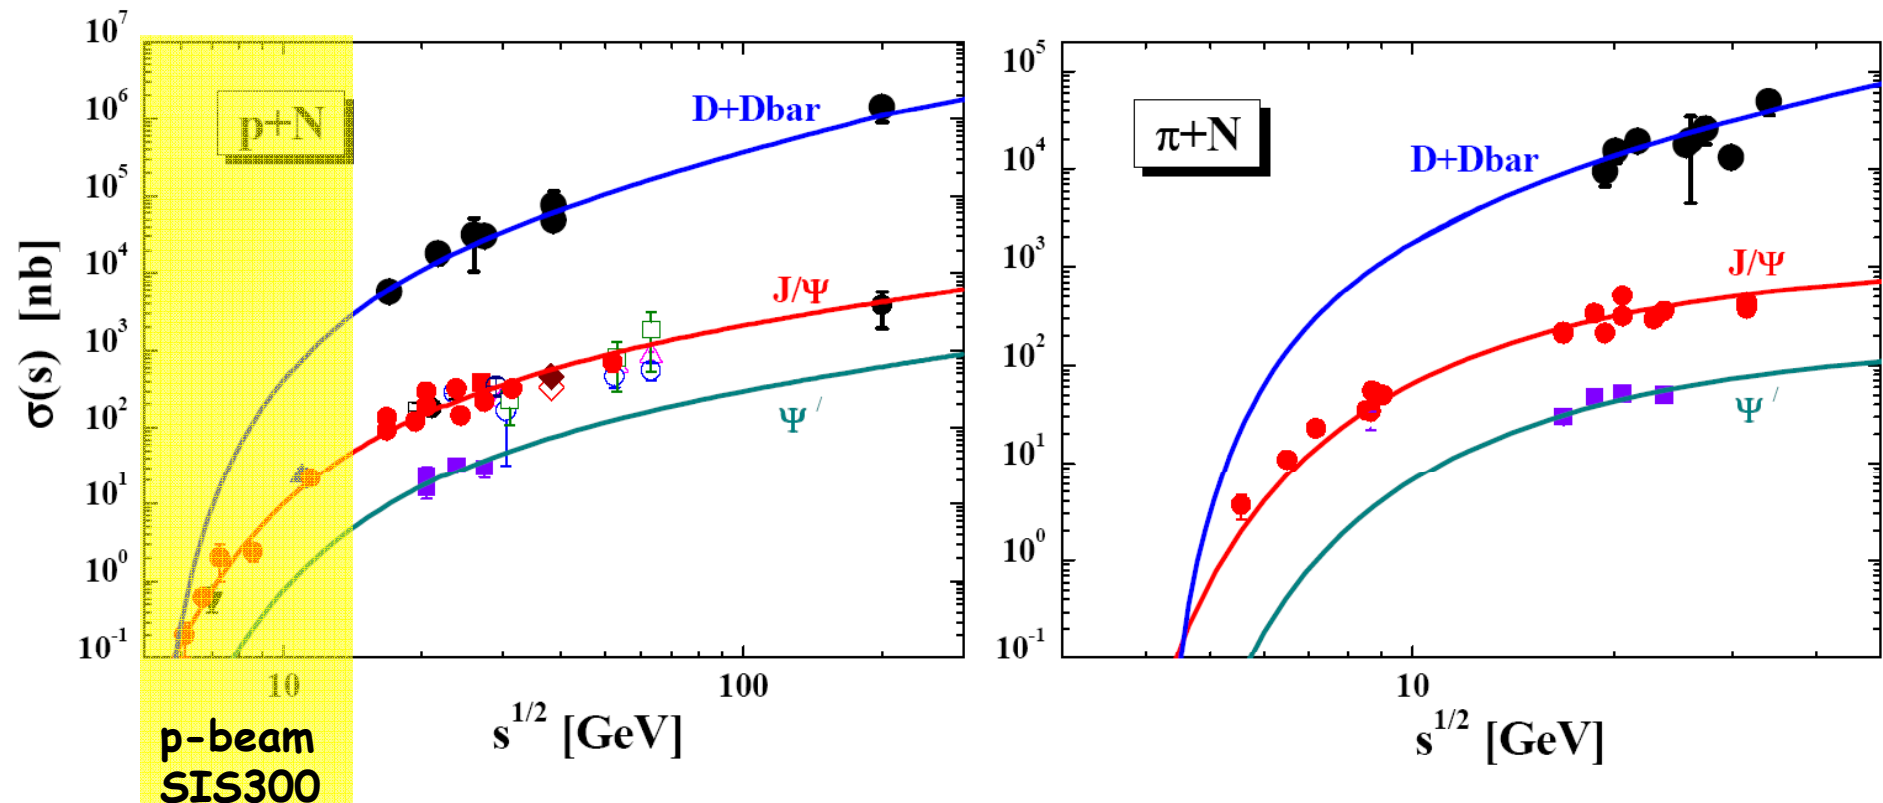 10^7
10^6
10^5
10^4
10^3
10^2
10^1
10^0
10^-1
σ(s) [nb]
p+N
D+Dbar
J/Ψ
Ψ /
10
100
s^1/2 [GeV]
p-beam
SIS300
10^5
10^4
10^3
10^2
10^1
10^0
10^-1
π+N
D+Dbar
J/Ψ
Ψ /
10
s^1/2 [GeV]